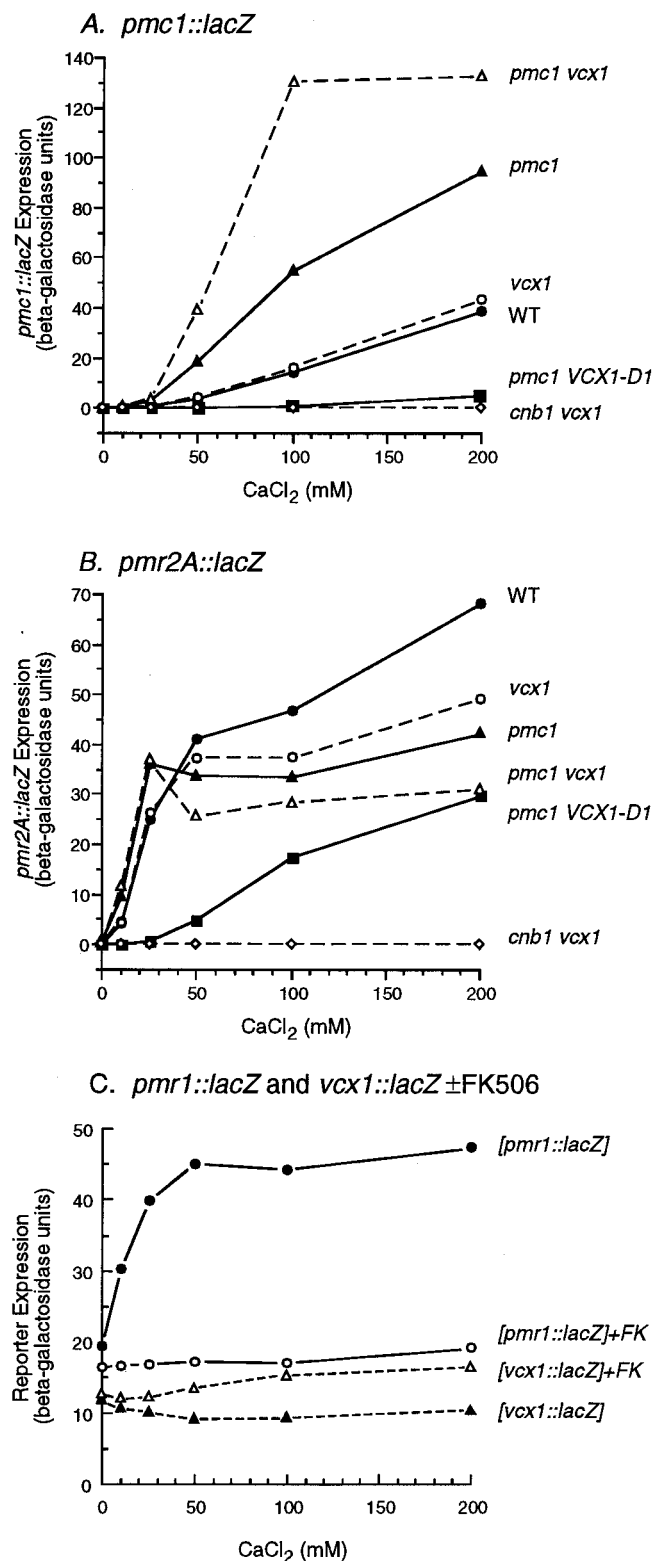 A. pmc1::lacZ
pmc1::lacZ Expression
(beta-galactosidase units)
140
120
100
80
60
40
20
0
0
50
100
150
200
CaCl2 (mM)
pmc1 vcx1
pmc1
vcx1
WT
pmc1 VCX1-D1
cnb1 vcx1
B. pmr2A::lacZ
pmr2A::lacZ Expression
(beta-galactosidase units)
70
60
50
40
30
20
10
0
0
50
100
150
200
CaCl2 (mM)
WT
vcx1
pmc1
pmc1 vcx1
pmc1 VCX1-D1
cnb1 vcx1
C. pmr1::lacZ and vcx1::lacZ ±FK506
Reporter Expression
(beta-galactosidase units)
50
40
30
20
10
0
0
50
100
150
200
CaCl2 (mM)
[pmr1::lacZ]
[pmr1::lacZ]+FK
[vcx1::lacZ]+FK
[vcx1::lacZ]